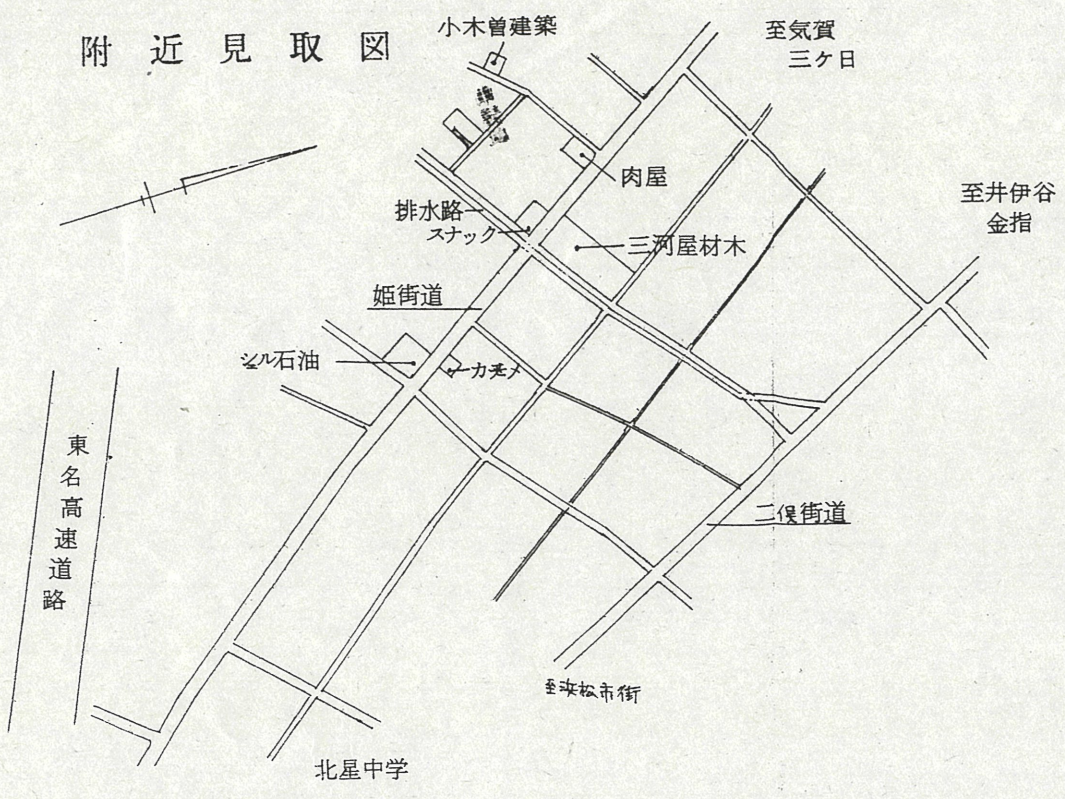 附近見取図
小木曽建築
至気賀
三ケ日
肉屋
至井伊谷
金指
排水路
スナック
三河屋材木
姫街道
シェル石油
カモメ
東名高速道路
二俣街道
至浜松市街
北星中学